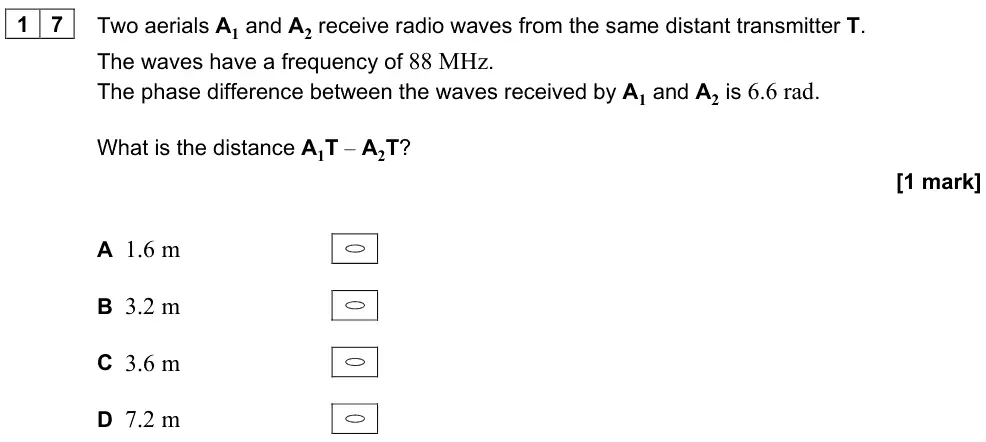 1 7 Two aerials A₁ and A₂ receive radio waves from the same distant transmitter T.
The waves have a frequency of 88 MHz.
The phase difference between the waves received by A₁ and A₂ is 6.6 rad.
What is the distance A₁T – A₂T?
[1 mark]
A 1.6 m
B 3.2 m
C 3.6 m
D 7.2 m